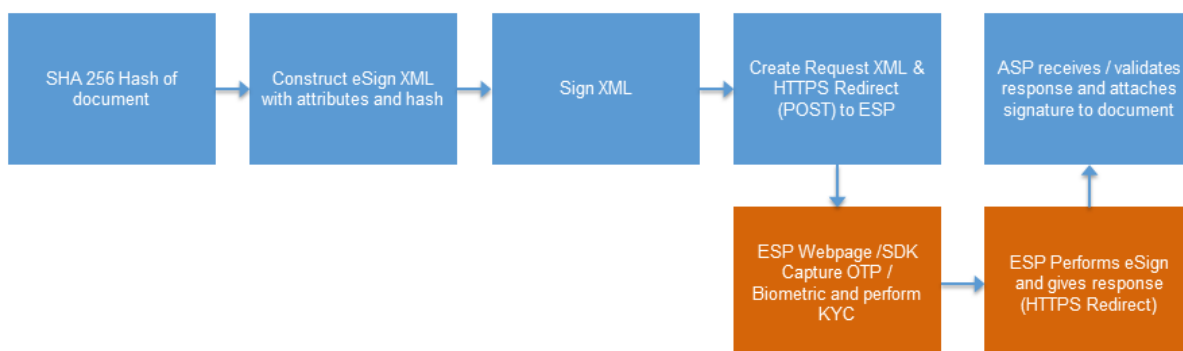 SHA 256 Hash of
document
Construct eSign XML
with attributes and hash
Sign XML
Create Request XML &
HTTPS Redirect
(POST) to ESP
ASP receives / validates
response and attaches
signature to document
ESP Webpage /SDK
Capture OTP /
Biometric and perform
KYC
ESP Performs eSign
and gives response
(HTTPS Redirect)